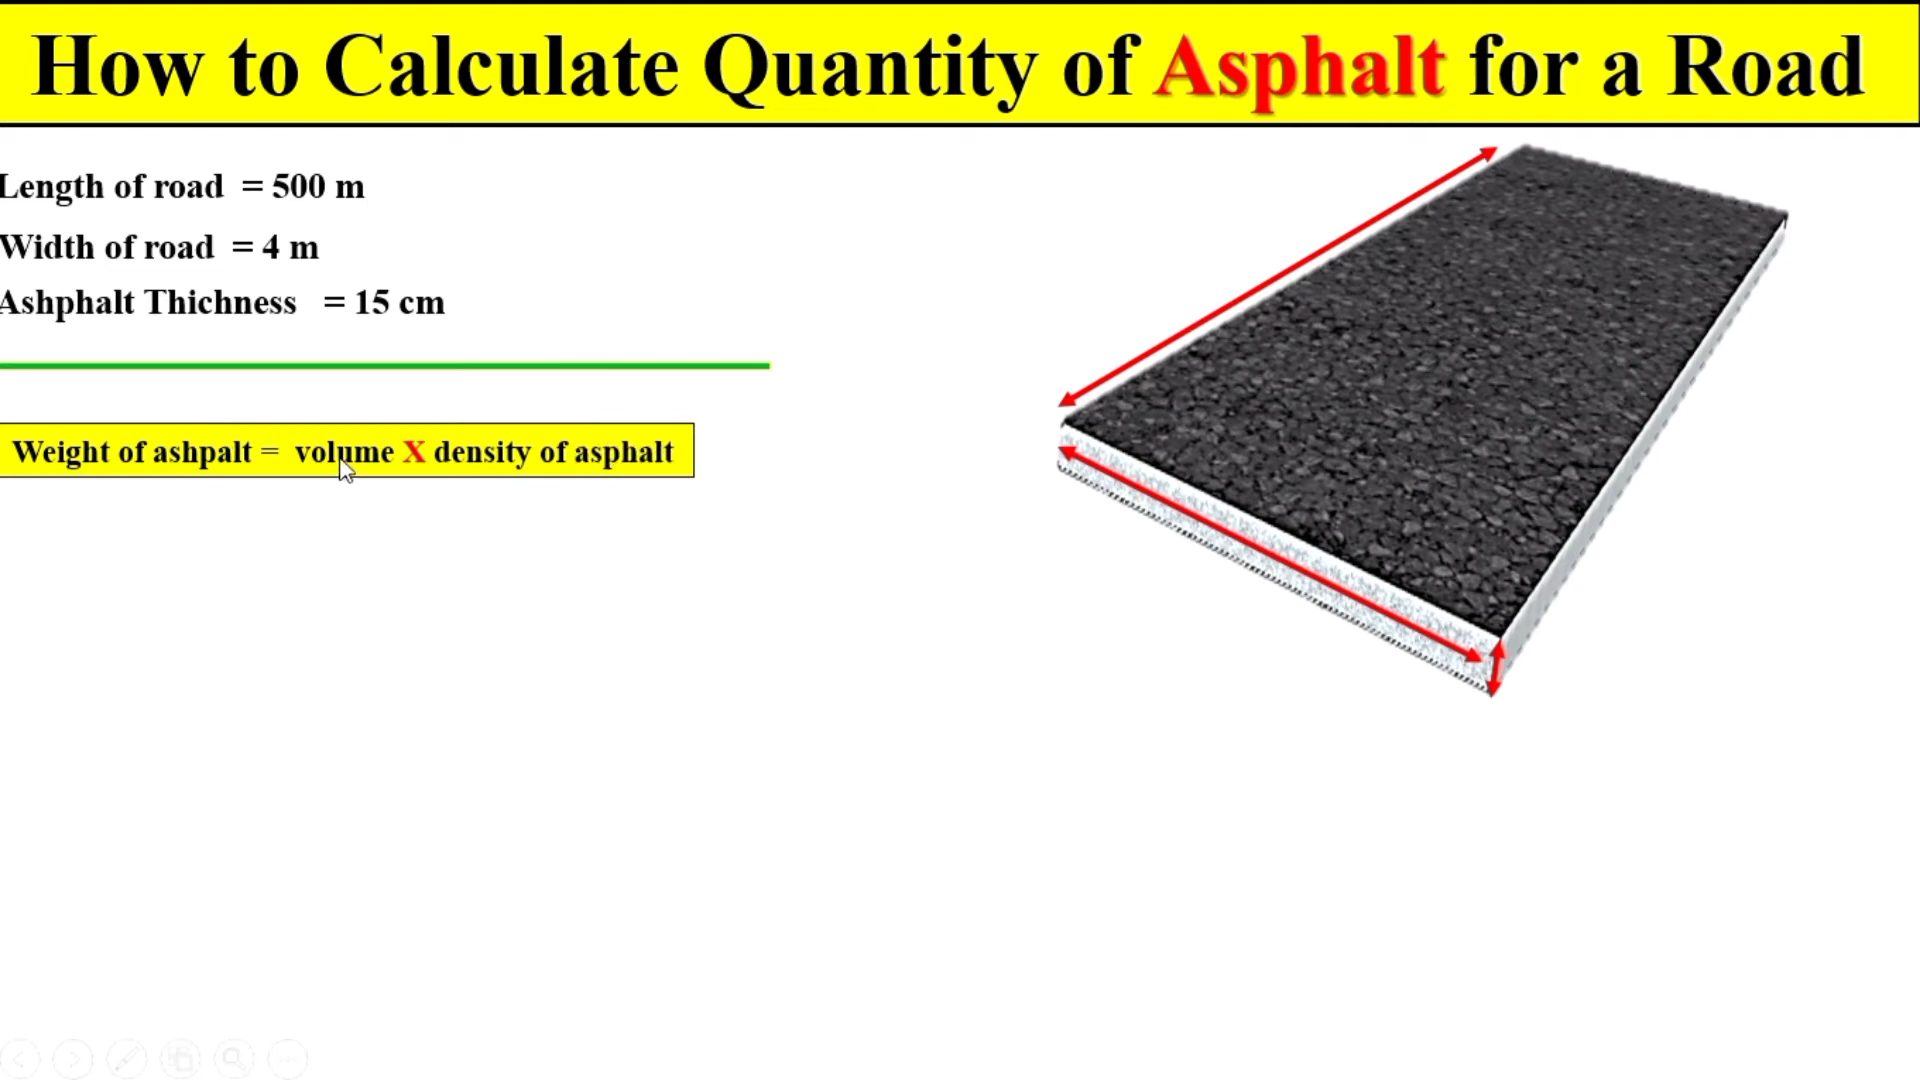 How to Calculate Quantity of Asphalt for a Road
Length of road = 500 m
Width of road = 4 m
Ashphalt Thichness = 15 cm
Weight of ashpalt = volume X density of asphalt